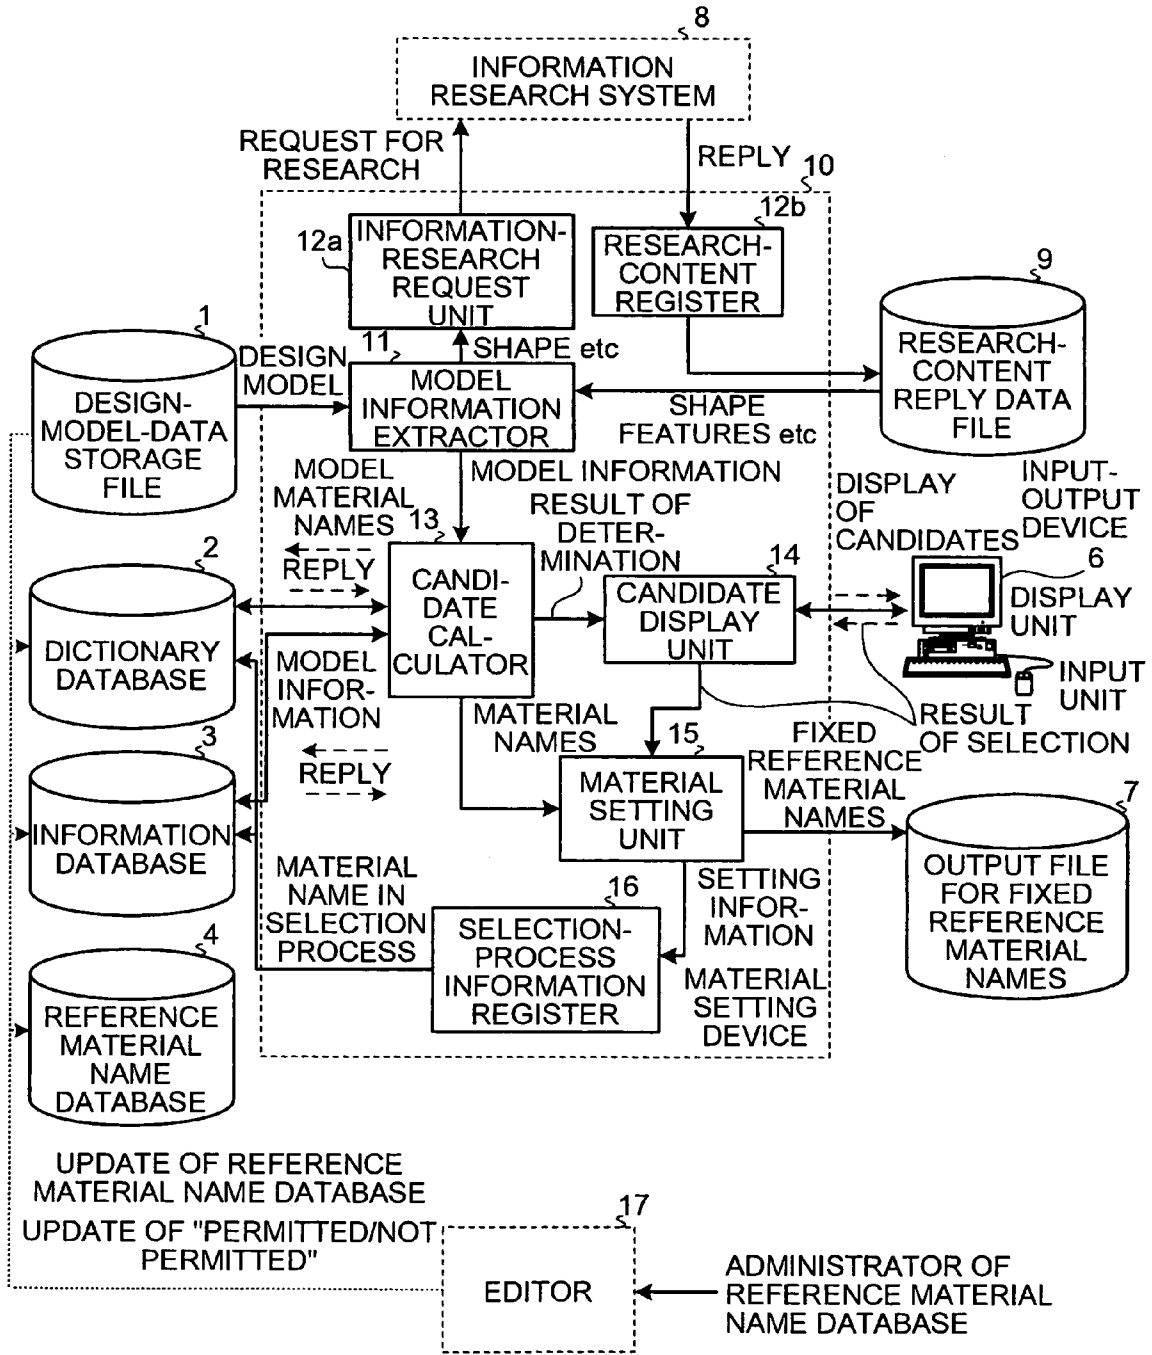 8
INFORMATION
RESEARCH SYSTEM
REQUEST FOR
RESEARCH
REPLY
10
12a
INFORMATION-
RESEARCH
REQUEST
UNIT
12b
RESEARCH-
CONTENT
REGISTER
9
RESEARCH-
CONTENT
REPLY DATA
FILE
1
DESIGN-
MODEL-DATA
STORAGE
FILE
DESIGN
MODEL
11
SHAPE etc
MODEL
INFORMATION
EXTRACTOR
SHAPE
FEATURES etc
MODEL
MATERIAL
NAMES
REPLY
MODEL INFORMATION
RESULT OF
DETER-
MINATION
DISPLAY
OF
CANDIDATES
INPUT-
OUTPUT
DEVICE
13
CANDI-
DATE
CAL-
CULATOR
14
CANDIDATE
DISPLAY
UNIT
6
DISPLAY
UNIT
INPUT
UNIT
2
DICTIONARY
DATABASE
MODEL
INFOR-
MATION
REPLY
MATERIAL
NAMES
RESULT
OF SELECTION
3
INFORMATION
DATABASE
15
MATERIAL
SETTING
UNIT
FIXED
REFERENCE
MATERIAL
NAMES
7
OUTPUT FILE
FOR FIXED
REFERENCE
MATERIAL
NAMES
MATERIAL
NAME IN
SELECTION
PROCESS
16
SELECTION-
PROCESS
INFORMATION
REGISTER
SETTING
INFOR-
MATION
MATERIAL
SETTING
DEVICE
4
REFERENCE
MATERIAL
NAME
DATABASE
UPDATE OF REFERENCE
MATERIAL NAME DATABASE
UPDATE OF "PERMITTED/NOT
PERMITTED"
17
EDITOR
ADMINISTRATOR OF
REFERENCE MATERIAL
NAME DATABASE